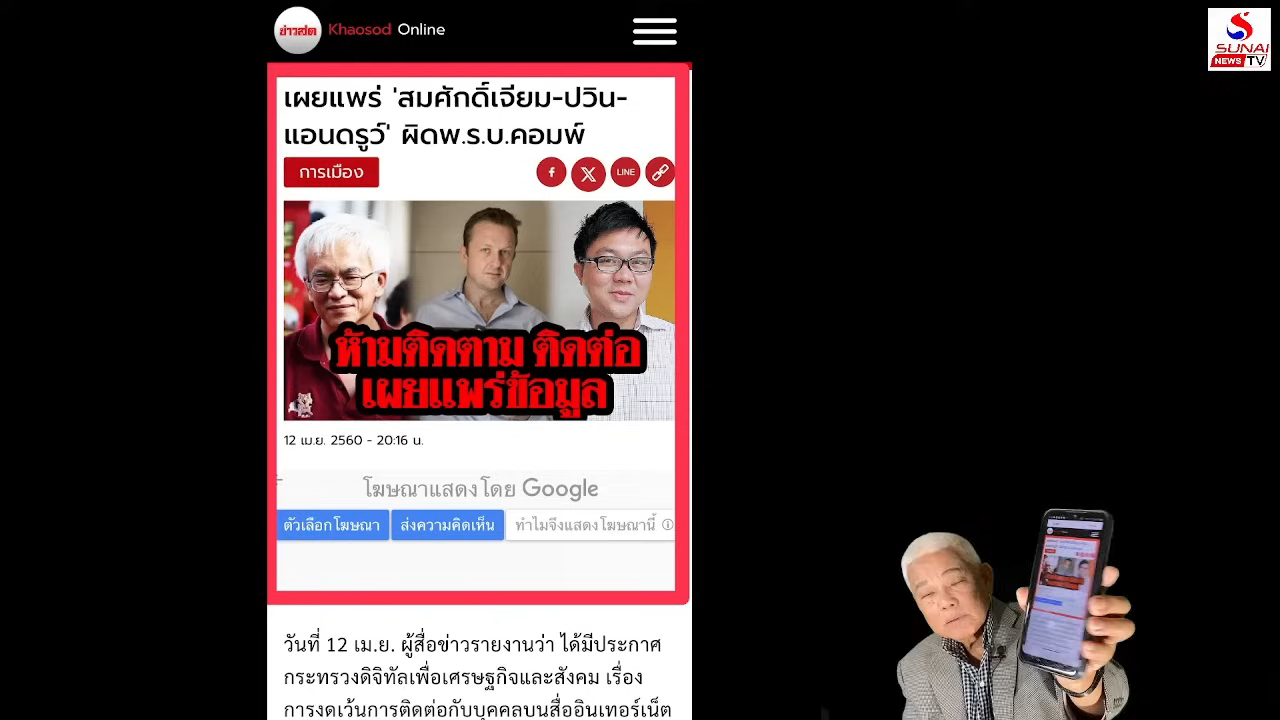 ข่าวสด Khaosod Online
SUNAI
NEWS TV
เผยแพร่ 'สมศักดิ์เจียม-ปวิน-
แอนดรูว์' ผิดพ.ร.บ.คอมพ์
การเมือง
LINE
ห้ามติดตาม ติดต่อ
เผยแพร่ข้อมูล
12 เม.ย. 2560 - 20:16 น.
โฆษณาแสดงโดย Google
ตัวเลือกโฆษณา ส่งความคิดเห็น ทำไมจึงแสดงโฆษณานี้
วันที่ 12 เม.ย. ผู้สื่อข่าวรายงานว่า ได้มีประกาศ
กระทรวงดิจิทัลเพื่อเศรษฐกิจและสังคม เรื่อง
การงดเว้นการติดต่อกับบุคคลบนสื่ออินเทอร์เน็ต